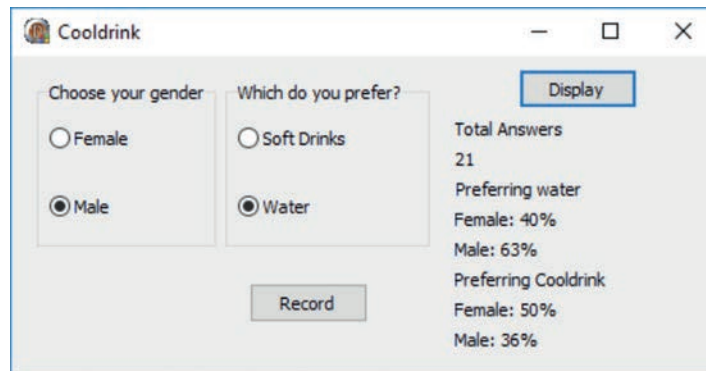 Cooldrink
Choose your gender
Female
Male
Which do you prefer?
Soft Drinks
Water
Record
Display
Total Answers
21
Preferring water
Female: 40%
Male: 63%
Preferring Cooldrink
Female: 50%
Male: 36%